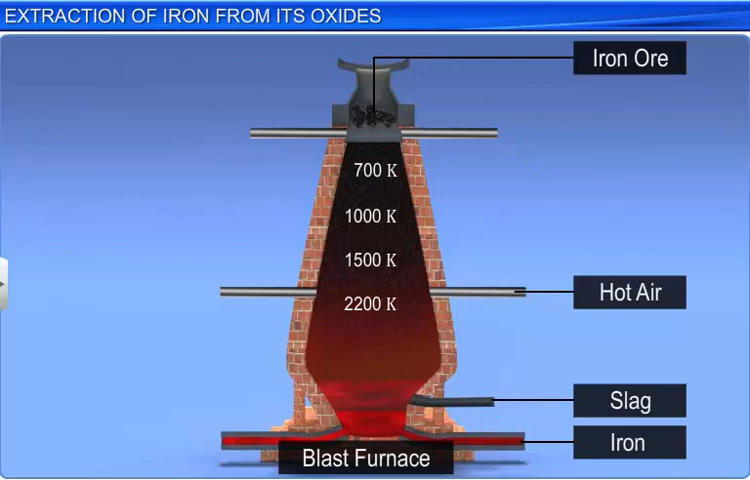 EXTRACTION OF IRON FROM ITS OXIDES
Iron Ore
700 K
1000 K
1500 K
Hot Air
2200 K
Slag
Iron
Blast Furnace